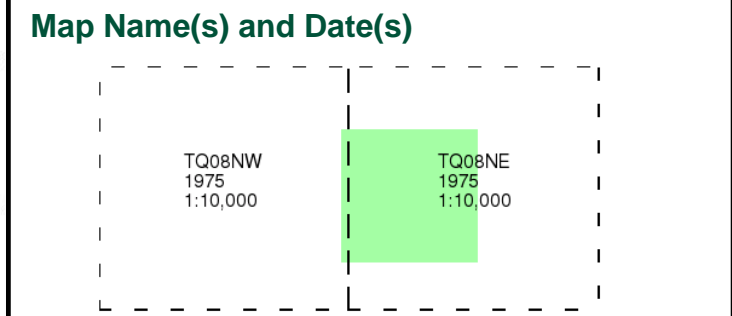 Map Name(s) and Date(s)
TQ08NW
1975
1:10,000
TQ08NE
1975
1:10,000